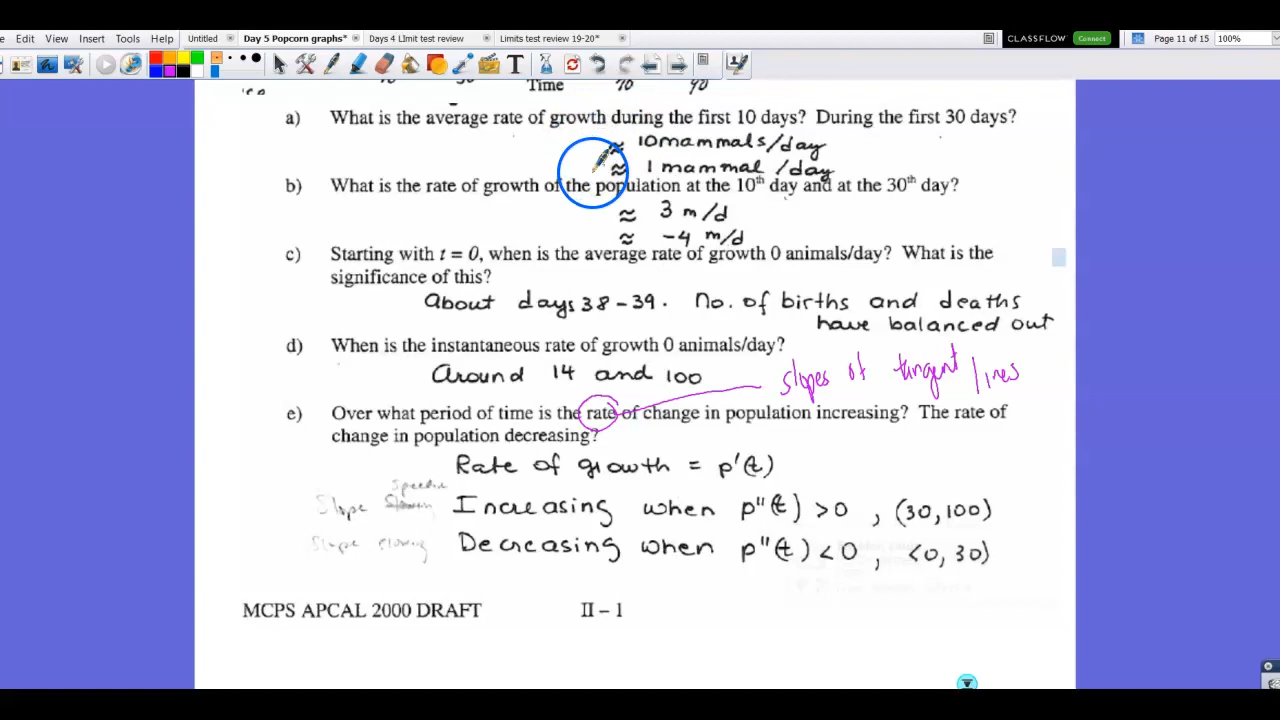 Edit View Insert Tools Help Untitled Day 5 Popcorn graphs* Days 4 LImit test review Limits test review 19-20* CLASSFLOW Connect Page 11 of 15 100%
Time 70 90
a) What is the average rate of growth during the first 10 days? During the first 30 days?
≈ 10 mammals/day
≈ 1 mammal/day
b) What is the rate of growth of the population at the 10th day and at the 30th day?
≈ 3 m/d
≈ -4 m/d
c) Starting with t = 0, when is the average rate of growth 0 animals/day? What is the
significance of this?
About days 38-39. No. of births and deaths
have balanced out
d) When is the instantaneous rate of growth 0 animals/day?
Around 14 and 100
slopes of tangent lines
e) Over what period of time is the rate of change in population increasing? The rate of
change in population decreasing?
Rate of growth = p'(t)
Slope Increasing when p''(t) >0 , (30,100)
Slope slowing Decreasing when p''(t) <0 , <0, 30)
MCPS APCAL 2000 DRAFT II – 1